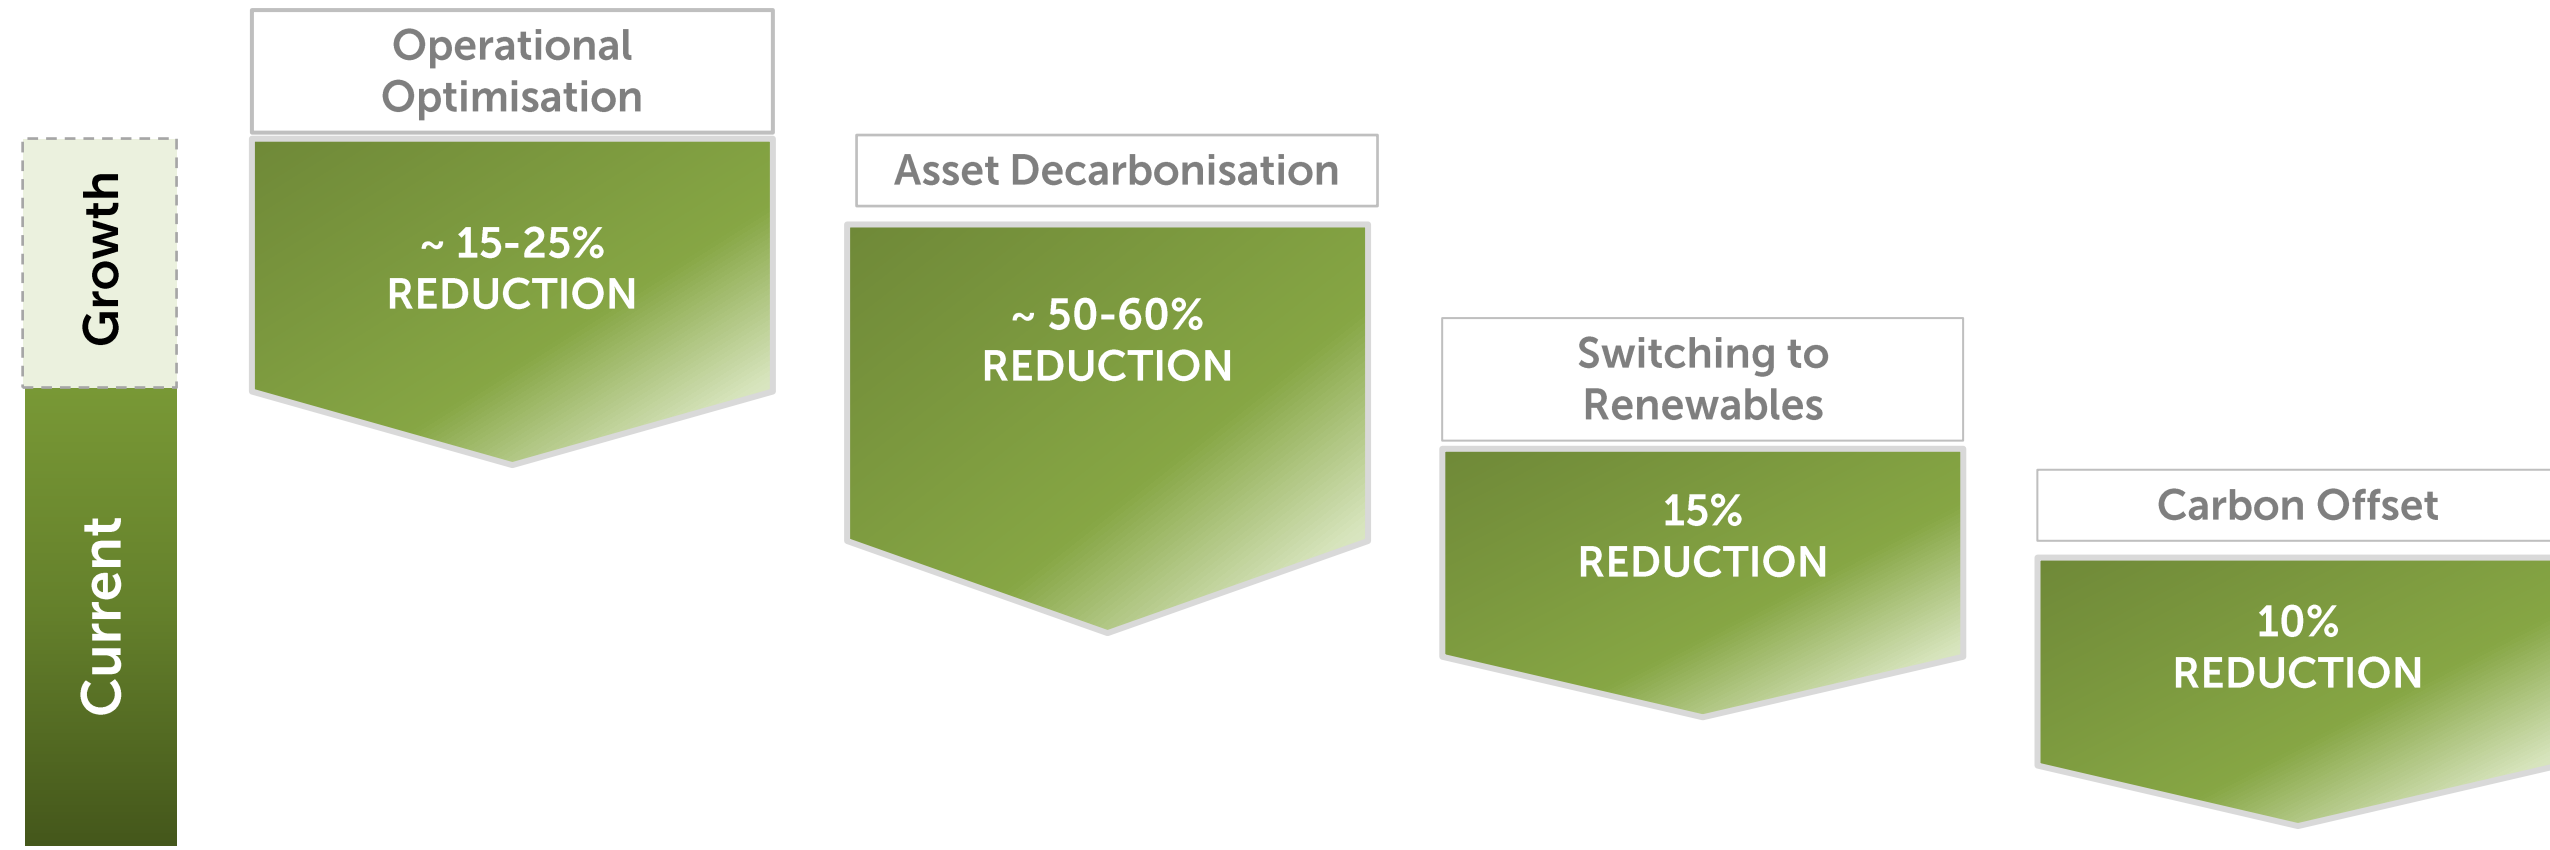 Operational
Optimisation
~ 15-25%
REDUCTION
Asset Decarbonisation
~ 50-60%
REDUCTION
Switching to
Renewables
15%
REDUCTION
Carbon Offset
10%
REDUCTION
Growth
Current